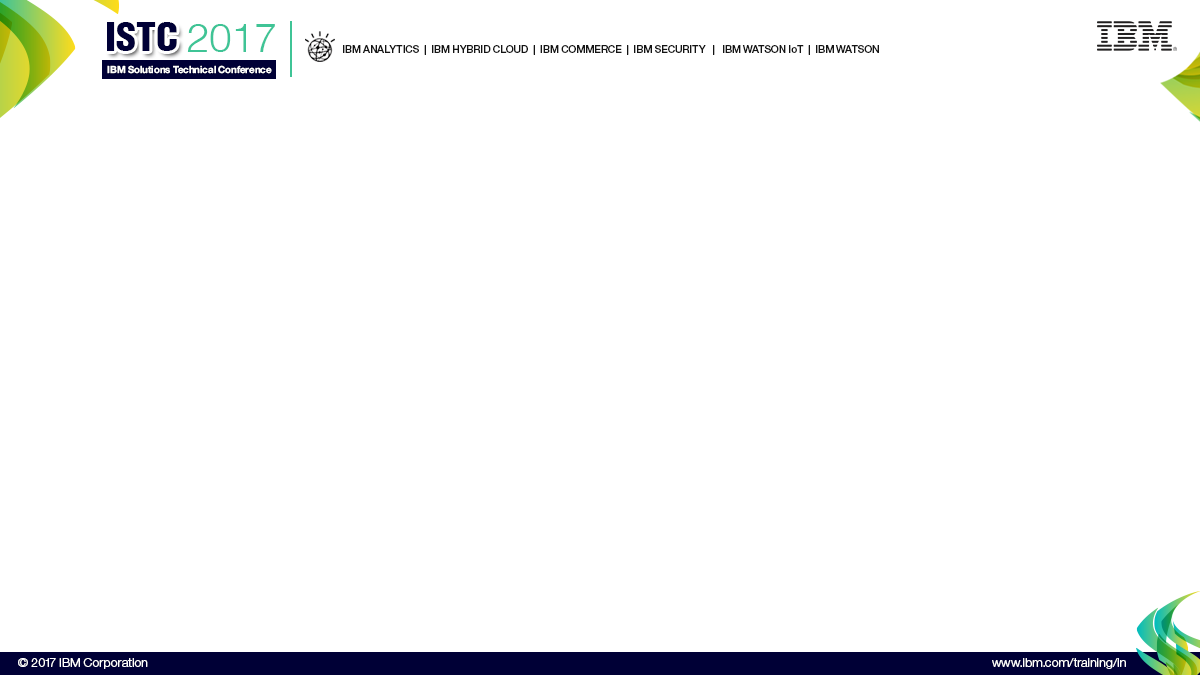 ISTC 2017
IBM Solutions Technical Conference
IBM ANALYTICS | IBM HYBRID CLOUD | IBM COMMERCE | IBM SECURITY | IBM WATSON IoT | IBM WATSON
IBM®
© 2017 IBM Corporation
www.ibm.com/training/in